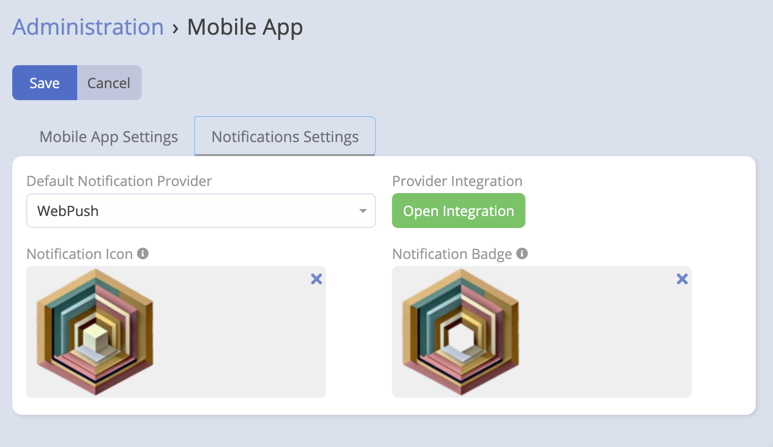 Administration › Mobile App
Save Cancel
Mobile App Settings Notifications Settings
Default Notification Provider Provider Integration
WebPush Open Integration
Notification Icon Notification Badge